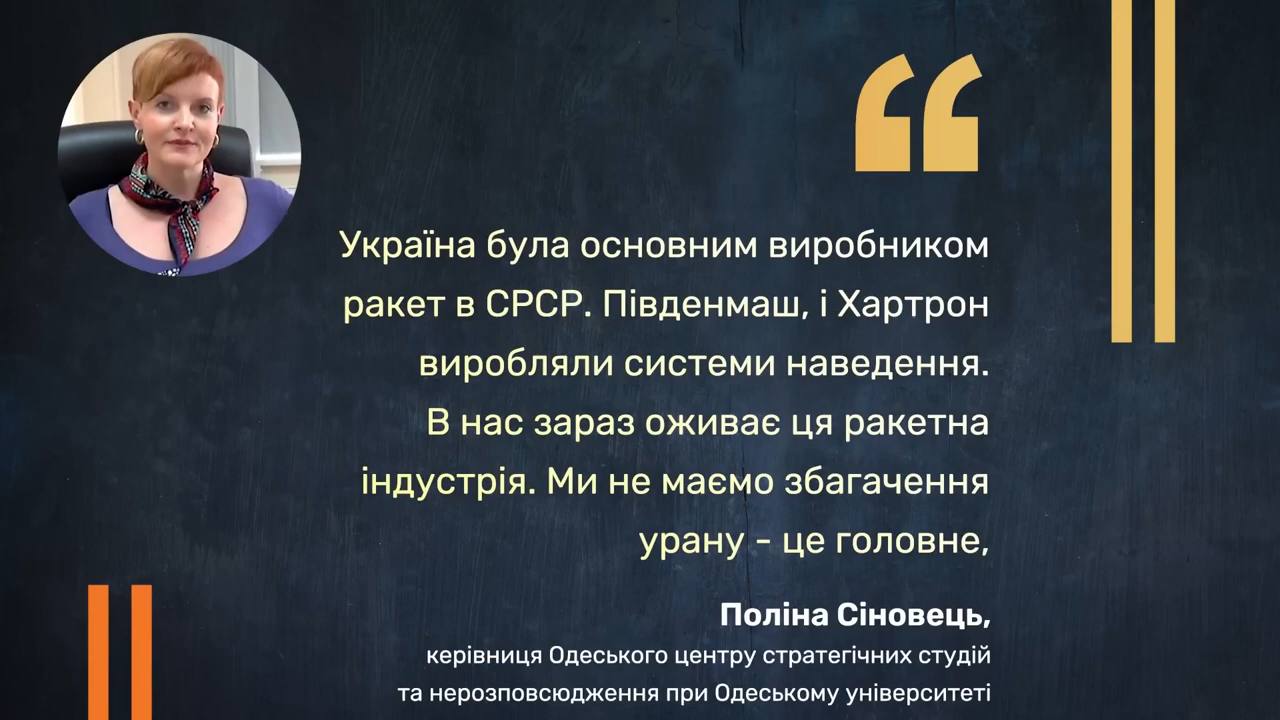 Україна була основним виробником
ракет в СРСР. Південмаш, і Хартрон
виробляли системи наведення.
В нас зараз оживає ця ракетна
індустрія. Ми не маємо збагачення
урану - це головне,
Поліна Сіновець,
керівниця Одеського центру стратегічних студій
та нерозповсюдження при Одеському університеті